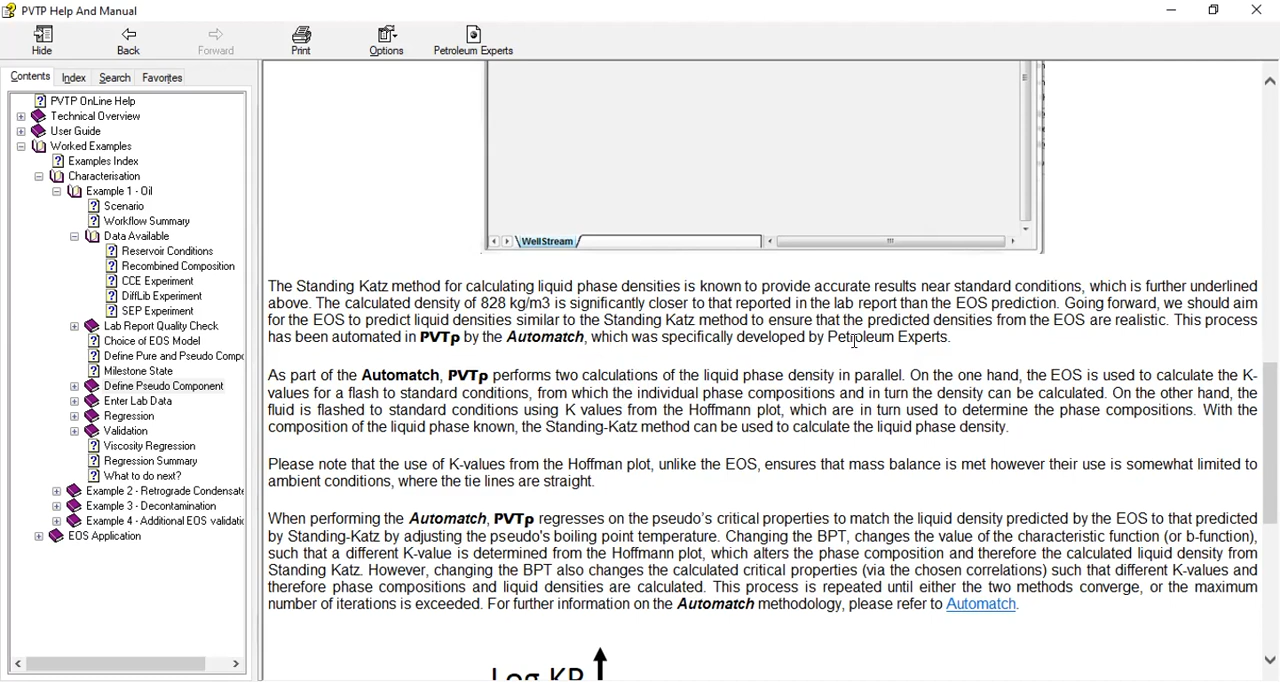 PVTP Help And Manual
Hide
Back
Forward
Print
Options
Petroleum Experts
Contents
Index
Search
Favorites
PVTP OnLine Help
Technical Overview
User Guide
Worked Examples
Examples Index
Characterisation
Example 1 - Oil
Scenario
Workflow Summary
Data Available
Reservoir Conditions
Recombined Composition
CCE Experiment
DiffLib Experiment
SEP Experiment
Lab Report Quality Check
Choice of EOS Model
Define Pure and Pseudo Compo
Milestone State
Define Pseudo Component
Enter Lab Data
Regression
Validation
Viscosity Regression
Regression Summary
What to do next?
Example 2 - Retrograde Condensate
Example 3 - Decontamination
Example 4 - Additional EOS validatic
EOS Application
WellStream
The Standing Katz method for calculating liquid phase densities is known to provide accurate results near standard conditions, which is further underlined
above. The calculated density of 828 kg/m3 is significantly closer to that reported in the lab report than the EOS prediction. Going forward, we should aim
for the EOS to predict liquid densities similar to the Standing Katz method to ensure that the predicted densities from the EOS are realistic. This process
has been automated in PVTp by the Automatch, which was specifically developed by Petroleum Experts.
As part of the Automatch, PVTp performs two calculations of the liquid phase density in parallel. On the one hand, the EOS is used to calculate the K-
values for a flash to standard conditions, from which the individual phase compositions and in turn the density can be calculated. On the other hand, the
fluid is flashed to standard conditions using K values from the Hoffmann plot, which are in turn used to determine the phase compositions. With the
composition of the liquid phase known, the Standing-Katz method can be used to calculate the liquid phase density.
Please note that the use of K-values from the Hoffman plot, unlike the EOS, ensures that mass balance is met however their use is somewhat limited to
ambient conditions, where the tie lines are straight.
When performing the Automatch, PVTp regresses on the pseudo's critical properties to match the liquid density predicted by the EOS to that predicted
by Standing-Katz by adjusting the pseudo's boiling point temperature. Changing the BPT, changes the value of the characteristic function (or b-function),
such that a different K-value is determined from the Hoffmann plot, which alters the phase composition and therefore the calculated liquid density from
Standing Katz. However, changing the BPT also changes the calculated critical properties (via the chosen correlations) such that different K-values and
therefore phase compositions and liquid densities are calculated. This process is repeated until either the two methods converge, or the maximum
number of iterations is exceeded. For further information on the Automatch methodology, please refer to Automatch.
Log KP